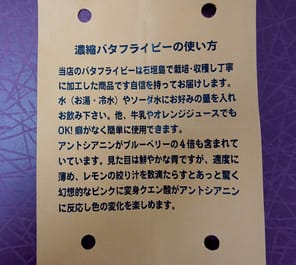 濃縮バタフライピーの使い方
当店のバタフライピーは石垣島で栽培・収穫し丁寧
に加工した商品です自信を持ってお届けします。
水(お湯・冷水)やソーダ水にお好みの量を入れ
お飲み下さい。他、牛乳やオレンジジュースでも
OK!癖がなく簡単に使用できます。
アントシアニンがブルーベリーの4倍も含まれて
いています。見た目は鮮やかな青ですが、適度に
薄め、レモンの絞り汁を数滴たらすとあっと驚く
幻想的なピンクに変身クエン酸がアントシアニン
に反応し色の変化を楽しめます。